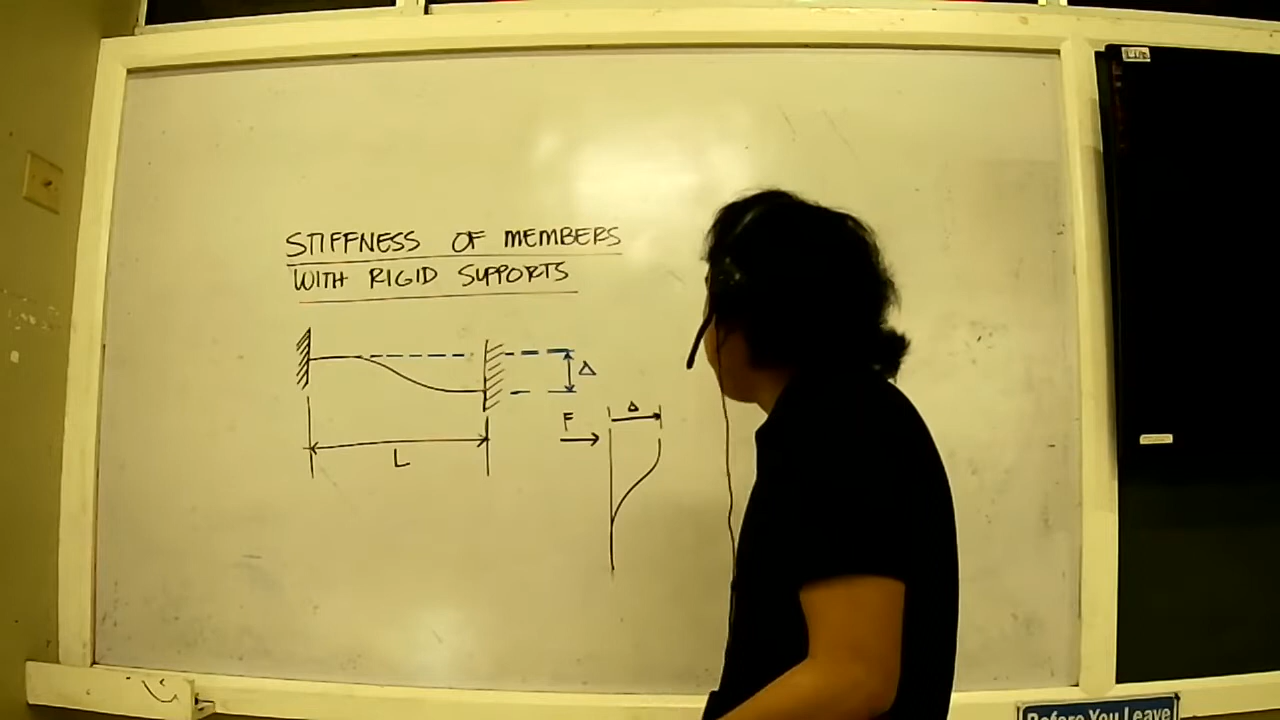 STIFFNESS OF MEMBERS
WITH RIGID SUPPORTS
Δ
Δ
F
L
Before You Leave